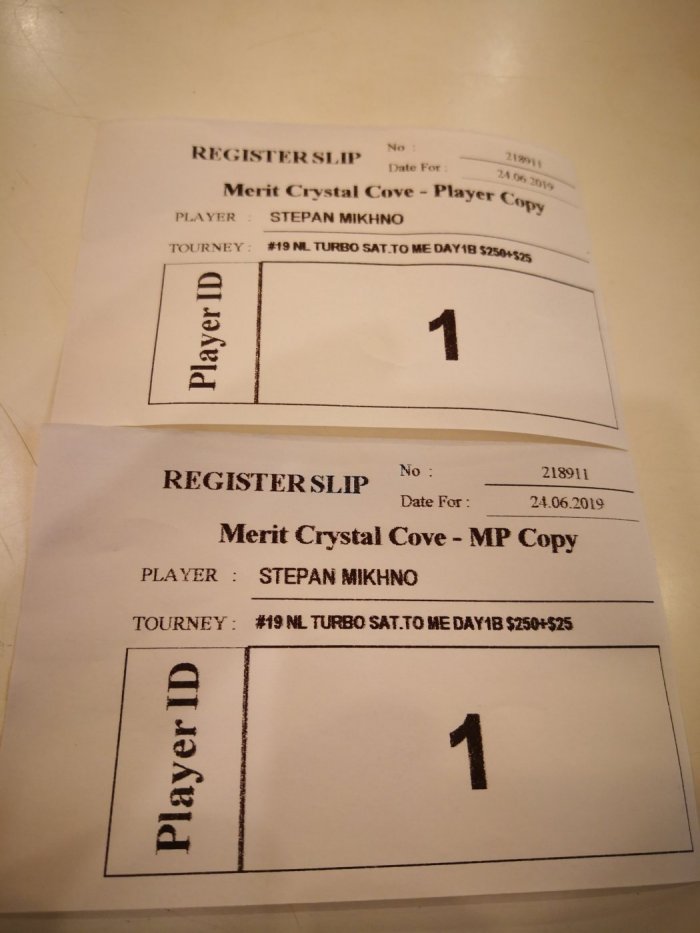 REGISTER SLIP
No : 218911
Date For : 24.06.2019
Merit Crystal Cove - Player Copy
PLAYER : STEPAN MIKHNO
TOURNEY : #19 NL TURBO SAT.TO ME DAY1B $250+$25
Player ID
1
REGISTER SLIP
No : 218911
Date For : 24.06.2019
Merit Crystal Cove - MP Copy
PLAYER : STEPAN MIKHNO
TOURNEY : #19 NL TURBO SAT.TO ME DAY1B $250+$25
Player ID
1